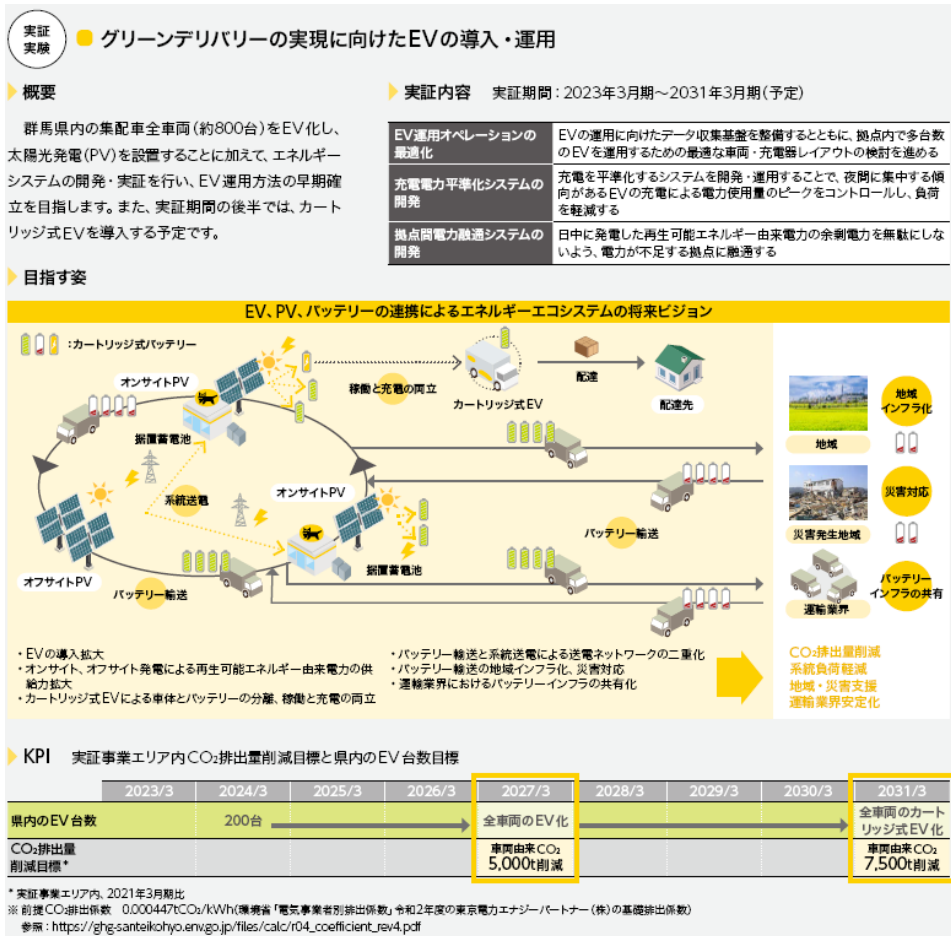 実証
実験
グリーンデリバリーの実現に向けたEVの導入・運用
概要
群馬県内の集配車全車両(約800台)をEV化し、
太陽光発電(PV)を設置することに加えて、エネルギー
システムの開発・実証を行い、EV運用方法の早期確
立を目指します。また、実証期間の後半では、カート
リッジ式EVを導入する予定です。
実証内容 実証期間:2023年3月期〜2031年3月期(予定)
EV運用オペレーションの
最適化
EVの運用に向けたデータ収集基盤を整備するとともに、拠点内で多台数
のEVを運用するための最適な車両・充電器レイアウトの検討を進める
充電電力平準化システムの
開発
充電を平準化するシステムを開発・運用することで、夜間に集中する傾
向があるEVの充電による電力使用量のピークをコントロールし、負荷
を軽減する
拠点間電力融通システムの
開発
日中に発電した再生可能エネルギー由来電力の余剰電力を無駄にしな
いよう、電力が不足する拠点に融通する
目指す姿
EV、PV、バッテリーの連携によるエネルギーエコシステムの将来ビジョン
:カートリッジ式バッテリー
オンサイトPV
稼働と充電の両立
カートリッジ式EV
配達
配達先
据置蓄電池
系統送電
オンサイトPV
据置蓄電池
オフサイトPV
バッテリー輸送
バッテリー輸送
地域
地域
インフラ化
災害発生地域
災害対応
運輸業界
バッテリー
インフラの共有
・EVの導入拡大
・オンサイト、オフサイト発電による再生可能エネルギー由来電力の供
給力拡大
・カートリッジ式EVによる車体とバッテリーの分離、稼働と充電の両立
・バッテリー輸送と系統送電による送電ネットワークの二重化
・バッテリー輸送の地域インフラ化、災害対応
・運輸業界におけるバッテリーインフラの共有化
CO₂排出量削減
系統負荷軽減
地域・災害支援
運輸業界安定化
KPI 実証事業エリア内CO₂排出量削減目標と県内のEV台数目標
2023/3 2024/3 2025/3 2026/3 2027/3 2028/3 2029/3 2030/3 2031/3
県内のEV台数 200台 全車両のEV化 全車両のカート
リッジ式EV化
CO₂排出量
削減目標*
車両由来CO₂
5,000t削減
車両由来CO₂
7,500t削減
* 実証事業エリア内、2021年3月期比
※ 前提CO₂排出係数 0.000447tCO₂/kWh(環境省「電気事業者別排出係数」令和2年度の東京電力エナジーパートナー(株)の基礎排出係数)
参照:https://ghg-santeikohyo.env.go.jp/files/calc/r04_coefficient_rev4.pdf